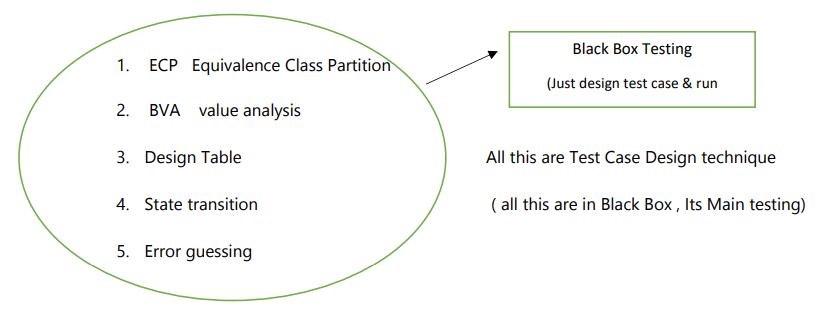 1. ECP Equivalence Class Partition
2. BVA value analysis
3. Design Table
4. State transition
5. Error guessing
Black Box Testing
(Just design test case & run
All this are Test Case Design technique
( all this are in Black Box , Its Main testing)